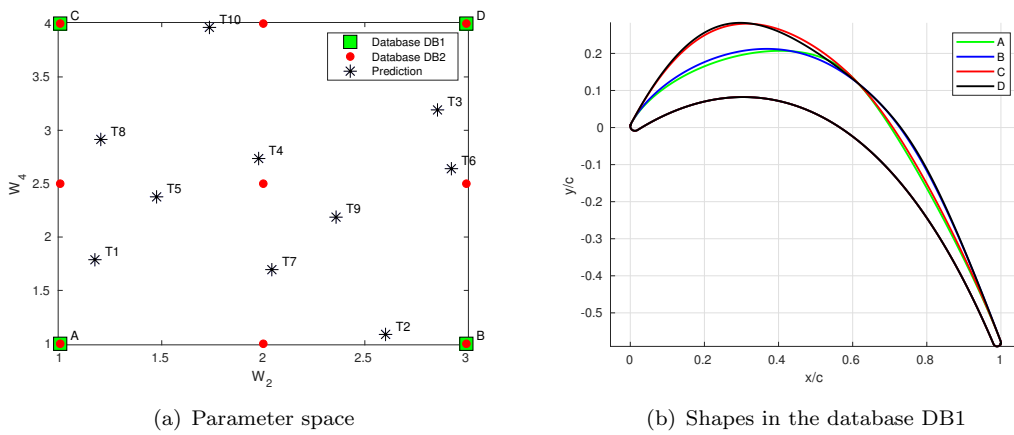 4
3.5
3
2.5
2
1.5
1
1
1.5
2
2.5
3
W4
W2
C
T10
D
Database DB1
Database DB2
Prediction
T3
T8
T4
T6
T5
T9
T1
T7
T2
A
B
(a) Parameter space
0.2
0.1
0
-0.1
-0.2
-0.3
-0.4
-0.5
0
0.2
0.4
0.6
0.8
1
y/c
x/c
A
B
C
D
(b) Shapes in the database DB1